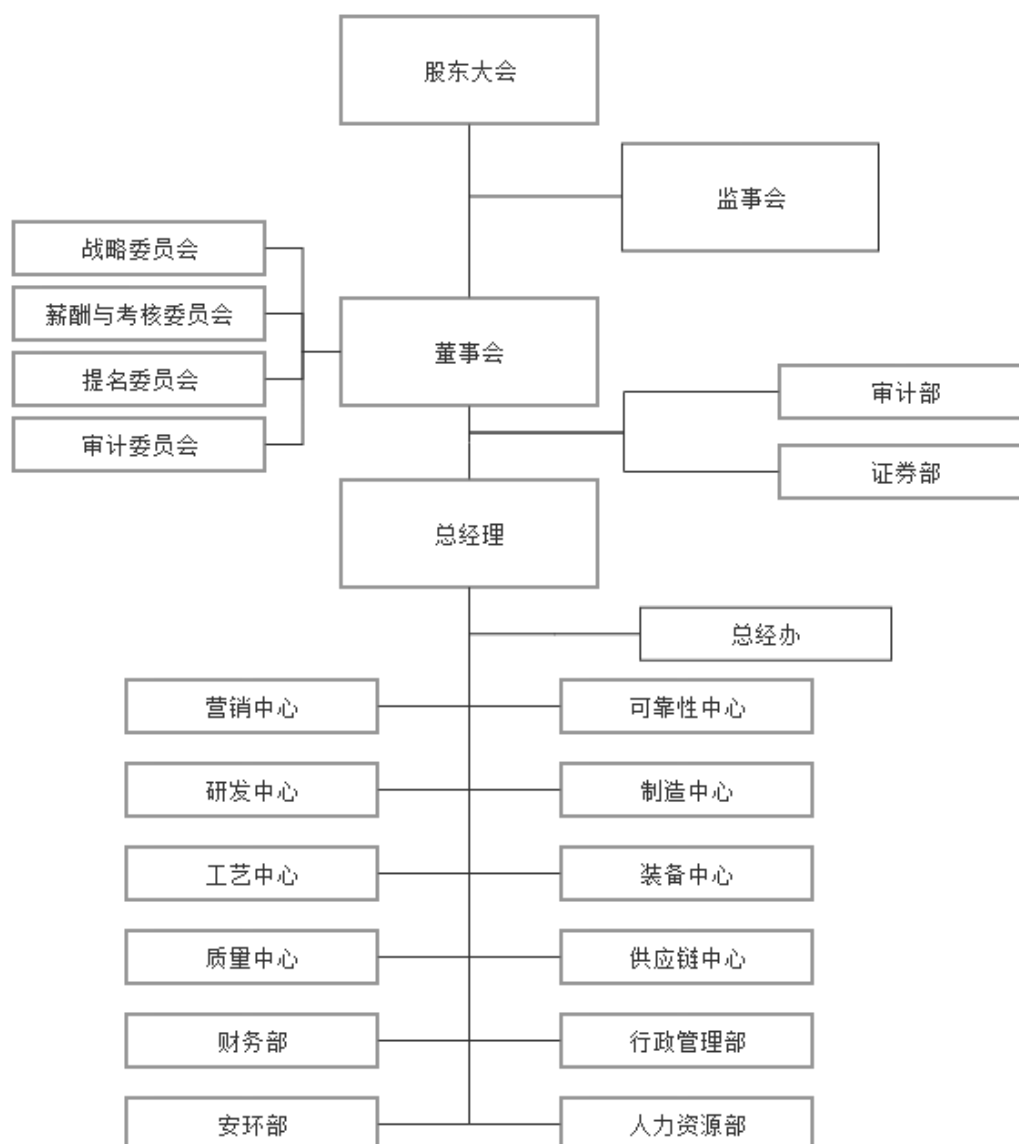 股东大会
监事会
战略委员会
薪酬与考核委员会
董事会
提名委员会
审计部
审计委员会
证券部
总经理
总经办
营销中心
可靠性中心
研发中心
制造中心
工艺中心
装备中心
质量中心
供应链中心
财务部
行政管理部
安环部
人力资源部